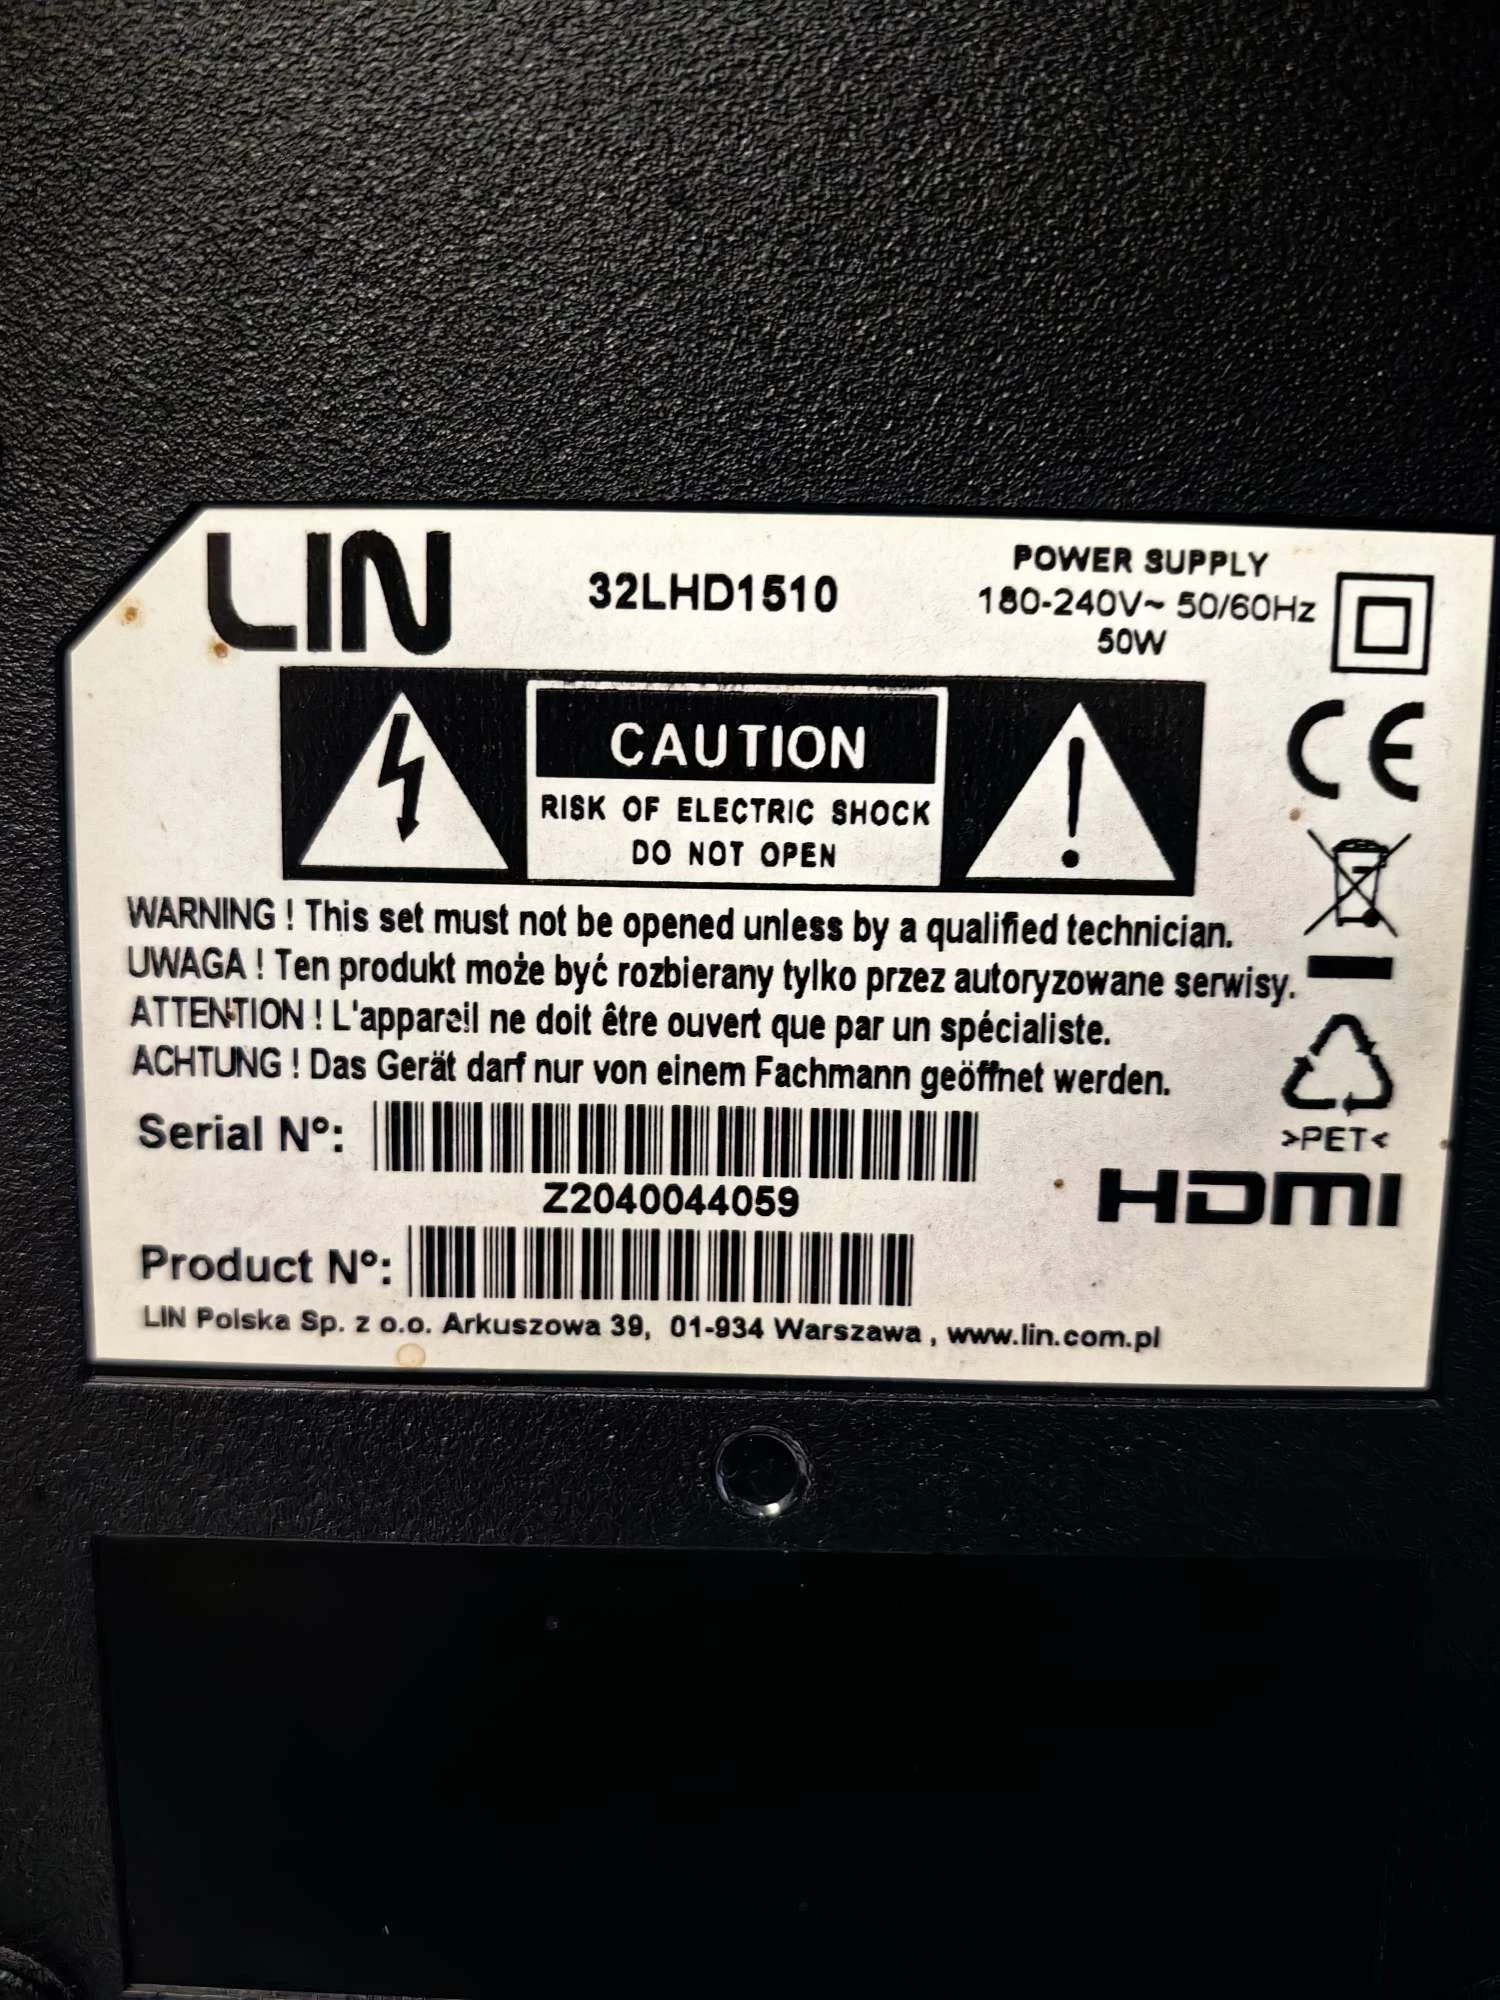 LIN
32LHD1510
POWER SUPPLY
180-240V~ 50/60Hz
50W
CAUTION
RISK OF ELECTRIC SHOCK
DO NOT OPEN
CE
WARNING ! This set must not be opened unless by a qualified technician.
UWAGA ! Ten produkt może być rozbierany tylko przez autoryzowane serwisy.
ATTENTION ! L'appareil ne doit être ouvert que par un spécialiste.
ACHTUNG ! Das Gerät darf nur von einem Fachmann geöffnet werden.
Serial N°:
Z2040044059
>PET<
HDMI
Product N°:
LIN Polska Sp. z o.o. Arkuszowa 39, 01-934 Warszawa , www.lin.com.pl